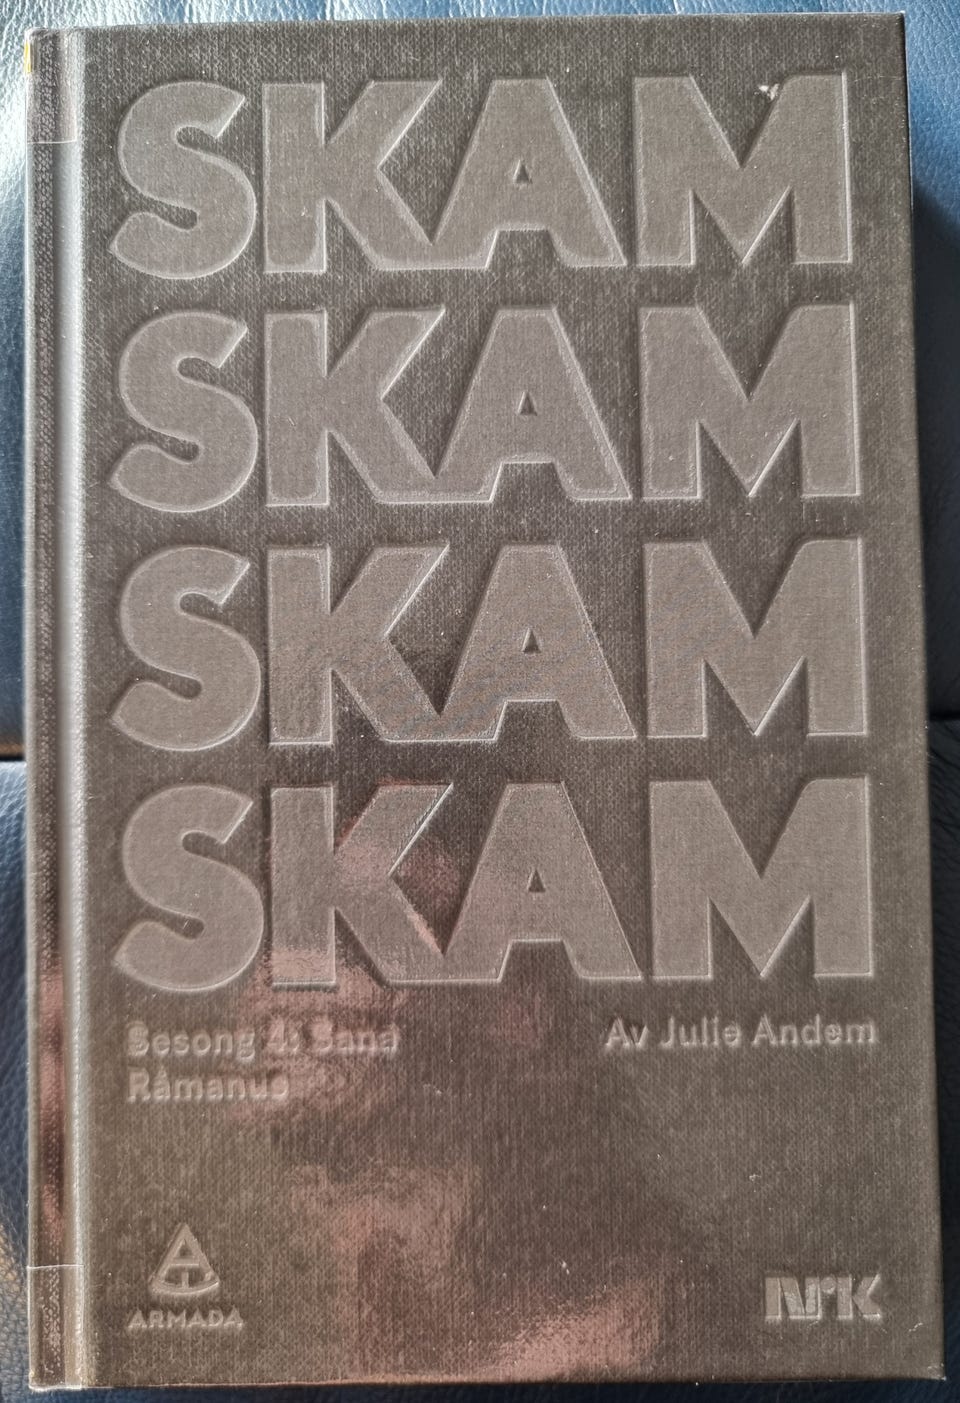 SKAM
SKAM
SKAM
SKAM
Sesong 4: Sana
Råmanus
Av Julie Andem
ARMADA
NRK